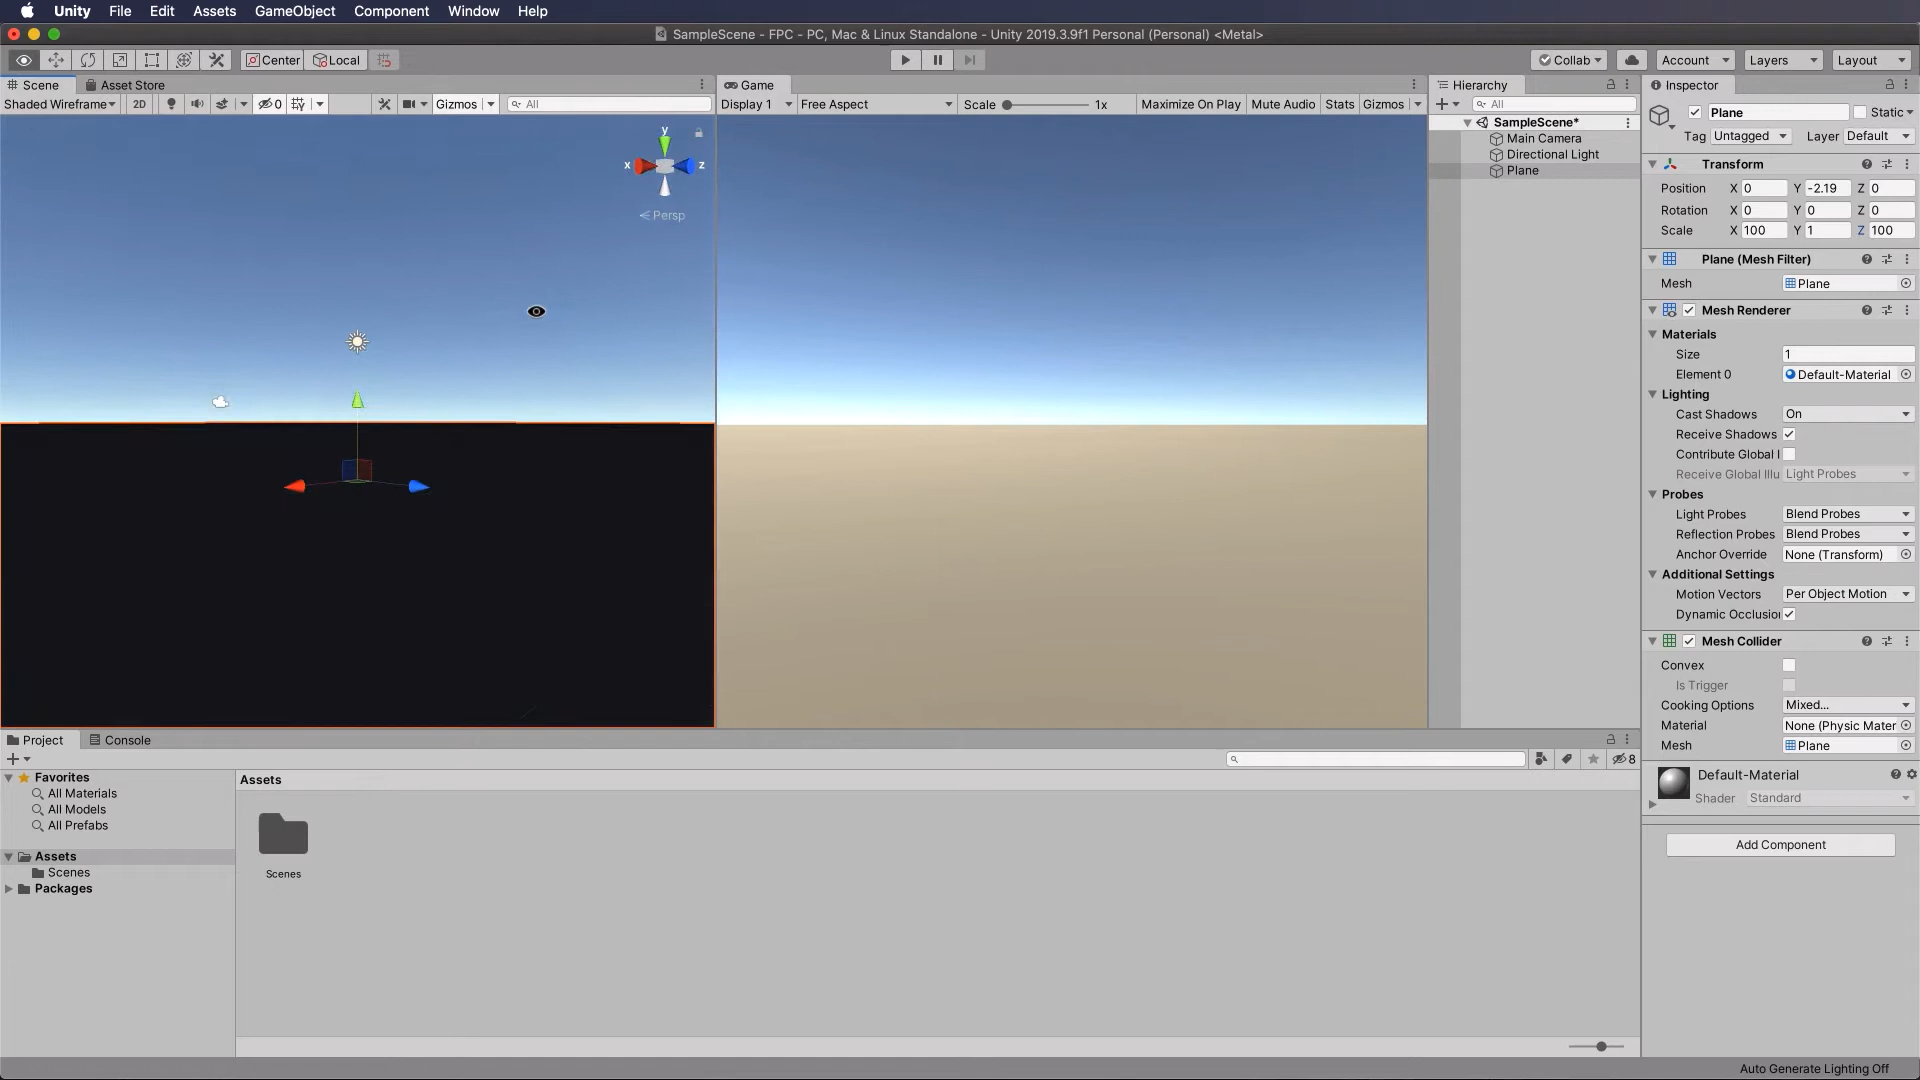 Unity File Edit Assets GameObject Component Window Help
SampleScene - FPC - PC, Mac & Linux Standalone - Unity 2019.3.9f1 Personal (Personal) <Metal>
Center Local Collab Account Layers Layout
Scene Asset Store
Shaded Wireframe 2D 0 Gizmos All
y
x z
Persp
Game
Display 1 Free Aspect Scale 1x Maximize On Play Mute Audio Stats Gizmos
Hierarchy
All
SampleScene*
Main Camera
Directional Light
Plane
Inspector
Plane Static
Tag Untagged Layer Default
Transform
Position X 0 Y -2.19 Z 0
Rotation X 0 Y 0 Z 0
Scale X 100 Y 1 Z 100
Plane (Mesh Filter)
Mesh Plane
Mesh Renderer
Materials
Size 1
Element 0 Default-Material
Lighting
Cast Shadows On
Receive Shadows
Contribute Global I
Receive Global Illu Light Probes
Probes
Light Probes Blend Probes
Reflection Probes Blend Probes
Anchor Override None (Transform)
Additional Settings
Motion Vectors Per Object Motion
Dynamic Occlusio
Mesh Collider
Convex
Is Trigger
Cooking Options Mixed...
Material None (Physic Mater
Mesh Plane
Default-Material
Shader Standard
Add Component
Project Console
8
Favorites
All Materials
All Models
All Prefabs
Assets
Scenes
Packages
Assets
Scenes
Auto Generate Lighting Off